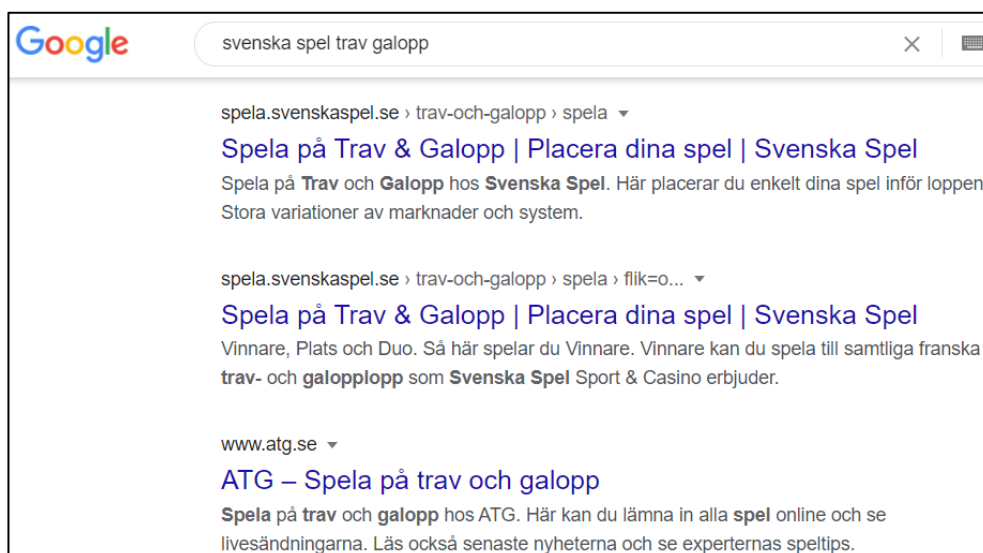 Google
svenska spel trav galopp
spela.svenskaspel.se › trav-och-galopp › spela
Spela på Trav & Galopp | Placera dina spel | Svenska Spel
Spela på Trav och Galopp hos Svenska Spel. Här placerar du enkelt dina spel inför loppen
Stora variationer av marknader och system.
spela.svenskaspel.se › trav-och-galopp › spela › flik=o...
Spela på Trav & Galopp | Placera dina spel | Svenska Spel
Vinnare, Plats och Duo. Så här spelar du Vinnare. Vinnare kan du spela till samtliga franska
trav- och galopplopp som Svenska Spel Sport & Casino erbjuder.
www.atg.se
ATG – Spela på trav och galopp
Spela på trav och galopp hos ATG. Här kan du lämna in alla spel online och se
livesändningarna. Läs också senaste nyheterna och se experternas speltips.